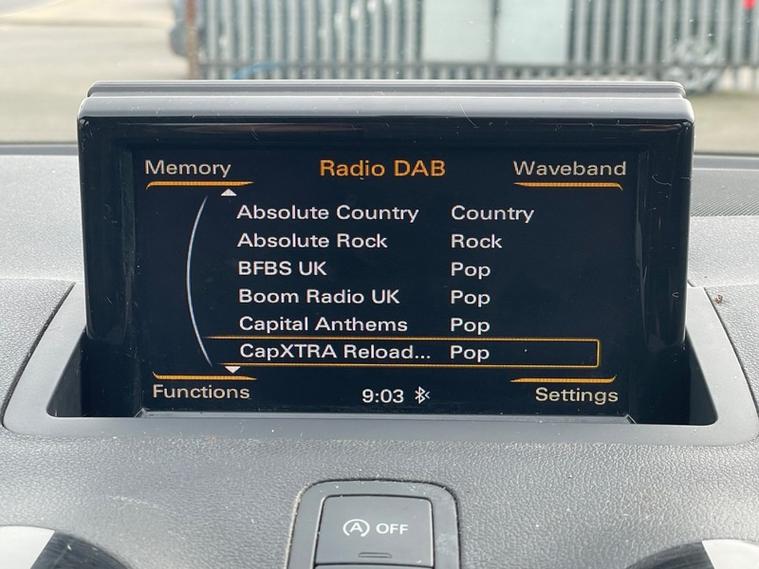 Memory Radio DAB Waveband
Absolute Country Country
Absolute Rock Rock
BFBS UK Pop
Boom Radio UK Pop
Capital Anthems Pop
CapXTRA Reload... Pop
Functions 9:03 Settings
A OFF